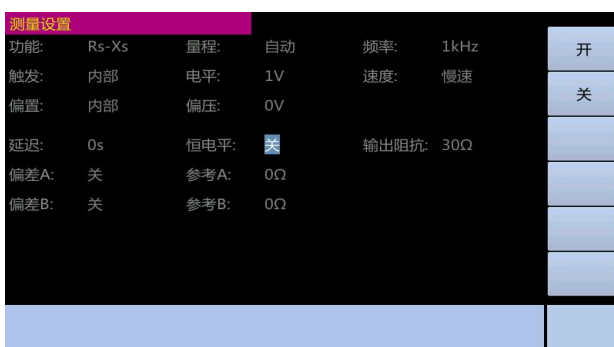 测量设置
功能: Rs-Xs 量程: 自动 频率: 1kHz
开
触发: 内部 电平: 1V 速度: 慢速
关
偏置: 内部 偏压: 0V
延迟: 0s 恒电平: 关 输出阻抗: 30Ω
偏差A: 关 参考A: 0Ω
偏差B: 关 参考B: 0Ω